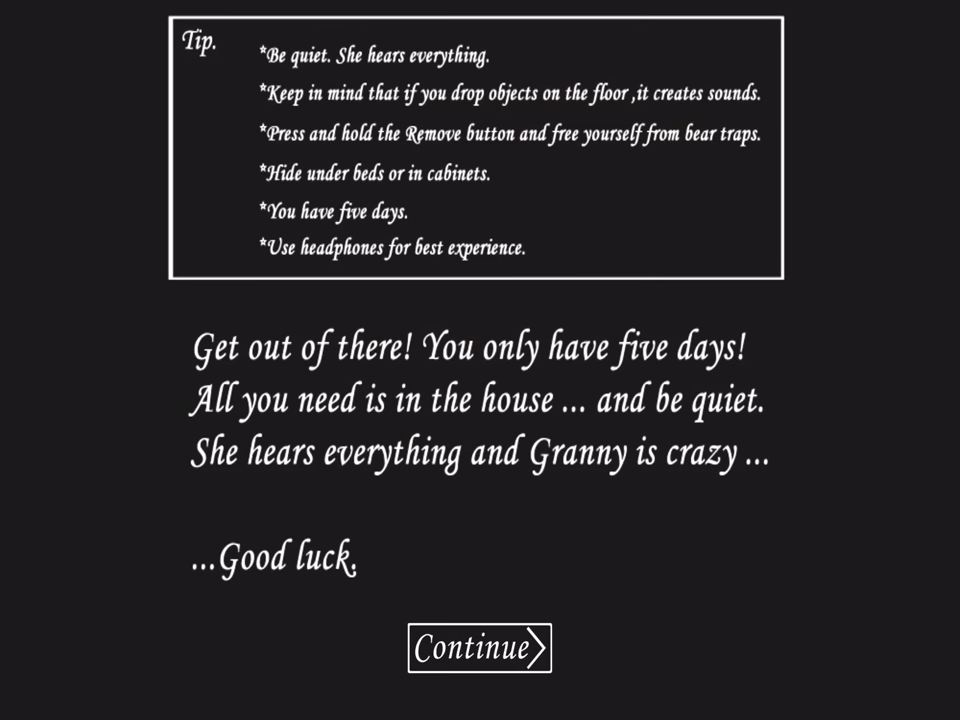 Tip.
*Be quiet. She hears everything.
*Keep in mind that if you drop objects on the floor ,it creates sounds.
*Press and hold the Remove button and free yourself from bear traps.
*Hide under beds or in cabinets.
*You have five days.
*Use headphones for best experience.
Get out of there! You only have five days!
All you need is in the house ... and be quiet.
She hears everything and Granny is crazy ...
...Good luck.
Continue